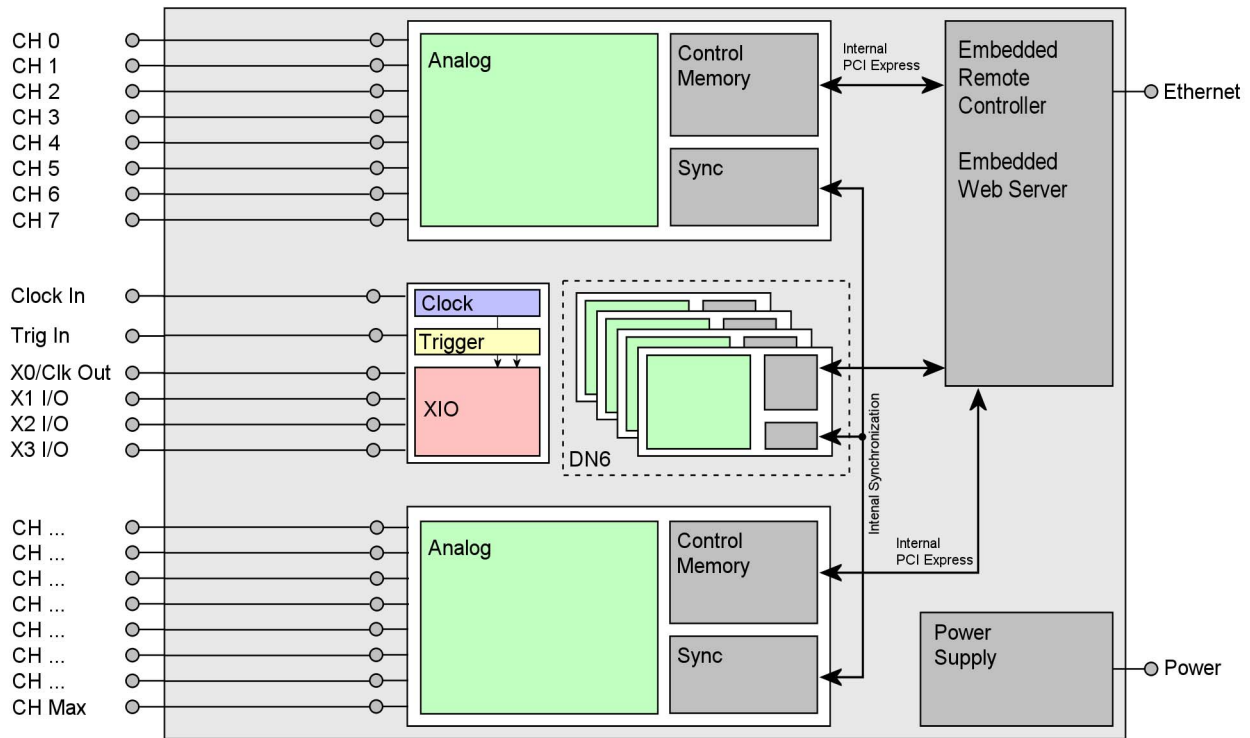 CH 0
CH 1
CH 2
CH 3
CH 4
CH 5
CH 6
CH 7
Analog
Control
Memory
Sync
Internal
PCI Express
Embedded
Remote
Controller
Embedded
Web Server
Ethernet
Clock In
Trig In
X0/Clk Out
X1 I/O
X2 I/O
X3 I/O
Clock
Trigger
XIO
DN6
Intenal Synchronization
CH ...
CH ...
CH ...
CH ...
CH ...
CH ...
CH ...
CH Max
Analog
Control
Memory
Sync
Internal
PCI Express
Power
Supply
Power